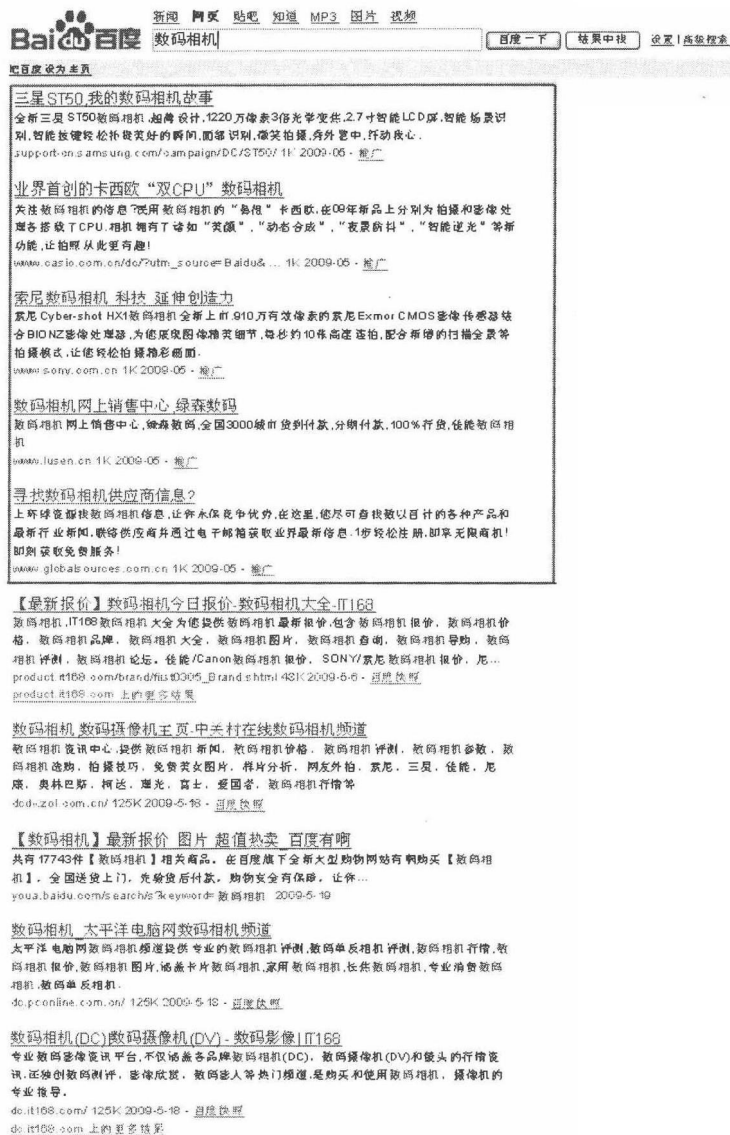 新闻 网页 贴吧 知道 MP3 图片 视频
Bai百度 数码相机 百度一下 结果中找 设置|高级搜索
把百度设为主页
三星ST50,我的数码相机故事
全新三星ST50数码相机,超薄设计,1220万像素3倍光学变焦,2.7寸智能LCD屏,智能场景识
别,智能按键轻松捕捉美好的瞬间,面部识别,微笑拍摄,秀外慧中,怦动我心.
support-cn.samsung.com/campaign/DC/ST50/ 1K 2009-05 - 推广
业界首创的卡西欧“双CPU”数码相机
关注数码相机的信息?民用数码相机的“鼻祖”卡西欧,在09年新品上分别为拍摄和影像处
理各搭载了CPU.相机拥有了诸如“美颜”,“动态合成”,“夜景防抖”,“智能逆光”等新
功能,让拍照从此更有趣!
www.casio.com.cn/dc/?utm_source=Baidu& ... 1K 2009-05 - 推广
索尼数码相机 科技 延伸创造力
索尼Cyber-shot HX1数码相机全新上市,910万有效像素的索尼Exmor CMOS影像传感器结
合BIONZ影像处理器,为您展现图像精美细节,每秒约10张高速连拍,配合新增的扫描全景等
拍摄模式,让您轻松拍摄精彩画面.
www.sony.com.cn 1K 2009-05 - 推广
数码相机网上销售中心,绿森数码
数码相机网上销售中心,绿森数码,全国3000城市货到付款,分期付款,100%行货,佳能数码相
机
www.lusen.cn 1K 2009-05 - 推广
寻找数码相机供应商信息?
上环球资源找数码相机信息,让你永保竞争优势.在这里,您尽可查找数以百计的各种产品和
最新行业新闻.联络供应商并通过电子邮箱获取业界最新信息.1步轻松注册,即享无限商机!
即刻获取免费服务!
www.globalsources.com.cn 1K 2009-05 - 推广
【最新报价】数码相机今日报价-数码相机大全-IT168
数码相机,IT168数码相机大全为您提供数码相机最新报价,包含数码相机报价, 数码相机价
格, 数码相机品牌, 数码相机大全, 数码相机图片, 数码相机查询, 数码相机导购, 数码
相机评测, 数码相机论坛, 佳能/Canon数码相机报价, SONY/索尼数码相机报价, 尼...
product.it168.com/brand/fist0305_Brand.shtml 43K 2009-5-6 - 百度快照
product.it168.com 上的更多结果
数码相机 数码摄像机主页-中关村在线数码相机频道
数码相机资讯中心,提供数码相机新闻, 数码相机价格, 数码相机评测, 数码相机参数, 数
码相机选购, 拍摄技巧, 免费美女图片, 样片分析, 网友外拍, 索尼, 三星, 佳能, 尼
康, 奥林巴斯, 柯达, 理光, 富士, 爱国者, 数码相机行情等
dcdv.zol.com.cn/ 125K 2009-5-18 - 百度快照
【数码相机】最新报价 图片 超值热卖_百度有啊
共有17743件【数码相机】相关商品, 在百度旗下全新大型购物网站有啊购买【数码相
机】, 全国送货上门, 先验货后付款, 购物安全有保障, 让你...
youa.baidu.com/search/s?keyword=数码相机 2009-5-19
数码相机_太平洋电脑网数码相机频道
太平洋电脑网数码相机频道提供专业的数码相机评测,数码单反相机评测,数码相机行情,数
码相机报价,数码相机图片,涵盖卡片数码相机,家用数码相机,长焦数码相机,专业消费数码
相机,数码单反相机.
dc.pconline.com.cn/ 125K 2009-5-18 - 百度快照
数码相机(DC)|数码摄像机(DV) - 数码影像|IT168
专业数码影像资讯平台,不仅涵盖各品牌数码相机(DC), 数码摄像机(DV)和镜头的行情资
讯,还独创数码测评, 影像欣赏, 数码影人等热门频道,是购买和使用数码相机, 摄像机的
专业指导.
dc.it168.com/ 125K 2009-5-18 - 百度快照
dc.it168.com 上的更多结果